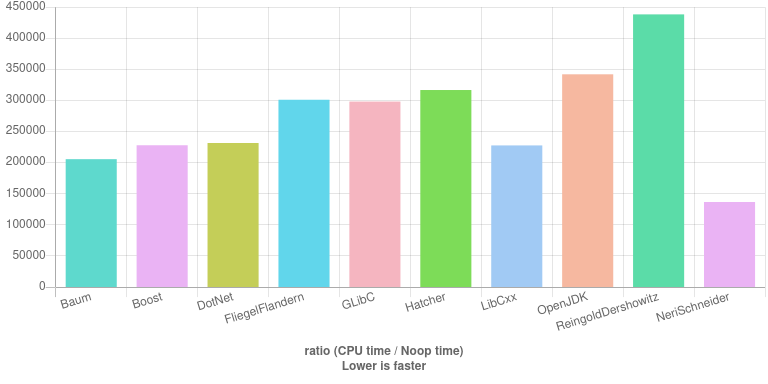 450000
400000
350000
300000
250000
200000
150000
100000
50000
0
Baum
Boost
DotNet
FliegelFlandern
GLibC
Hatcher
LibCxx
OpenJDK
ReingoldDershowitz
NeriSchneider
ratio (CPU time / Noop time)
Lower is faster